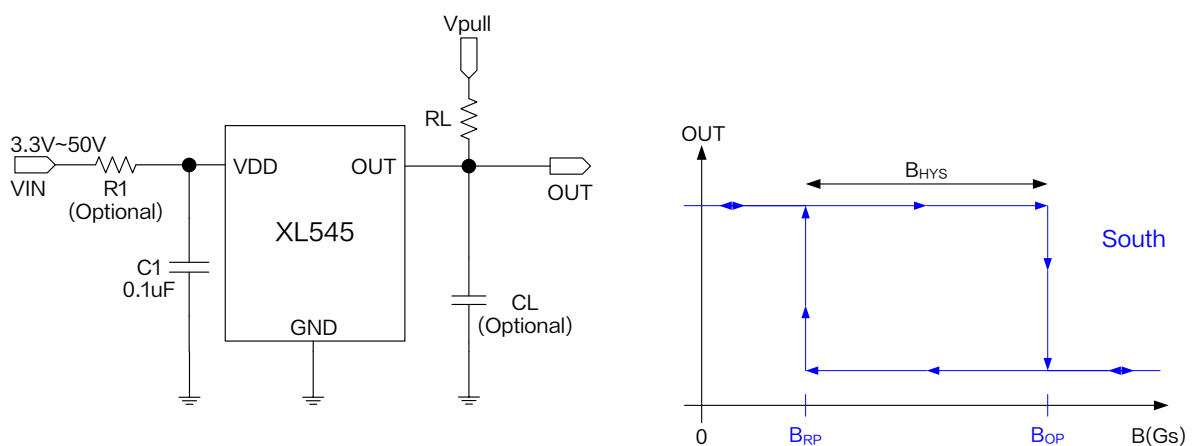 Vpull
RL
3.3V~50V
VIN
R1
(Optional)
VDD
OUT
OUT
XL545
C1
0.1uF
CL
(Optional)
GND
OUT
BHYS
South
0
BRP
BOP
B(Gs)